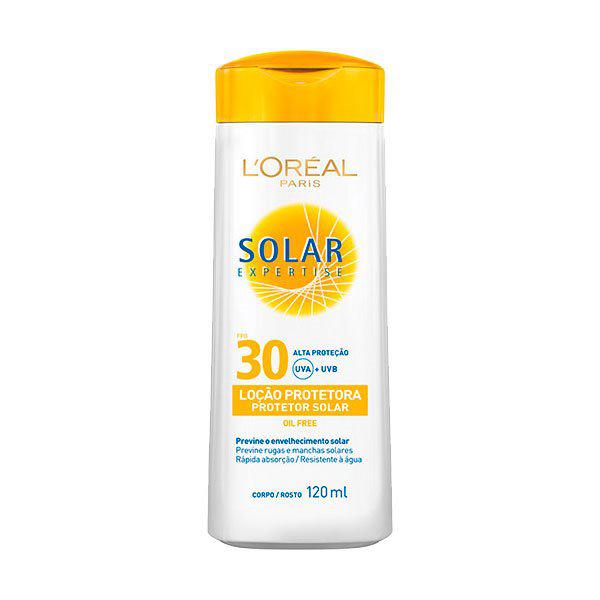 L'ORÉAL
PARIS
SOLAR
EXPERTISE
FPS
30
ALTA PROTEÇÃO
UVA + UVB
LOÇÃO PROTETORA
PROTETOR SOLAR
OIL FREE
Previne o envelhecimento solar
Previne rugas e manchas solares
Rápida absorção / Resistente à água
CORPO / ROSTO 120 ml